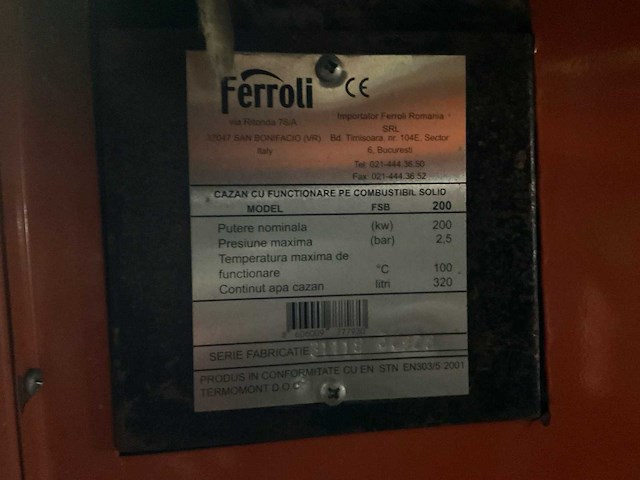 Ferroli CE
via Ritonda 78/A
37047 SAN BONIFACIO (VR)
Italy
Importator Ferroli Romania
SRL
Bd. Timisoara, nr. 104E, Sector
6, Bucuresti
Tel: 021-444.36.50
Fax: 021-444.36.52
CAZAN CU FUNCTIONARE PE COMBUSTIBIL SOLID
MODEL FSB 200
Putere nominala (kw) 200
Presiune maxima (bar) 2,5
Temperatura maxima de
functionare °C 100
Continut apa cazan litri 320
SERIE FABRICATIE
PRODUS IN CONFORMITATE CU EN STN EN303/5-2001
TERMOMONT D.O